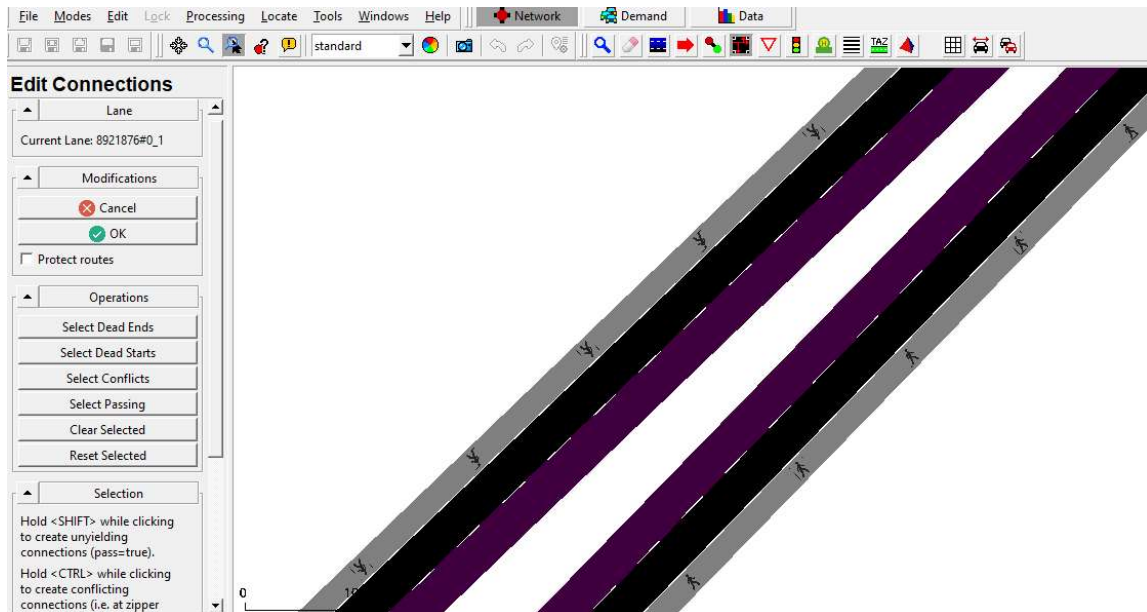 File Modes Edit Lock Processing Locate Tools Windows Help Network Demand Data
standard TAZ
Edit Connections
Lane
Current Lane: 8921876#0_1
Modifications
Cancel
OK
Protect routes
Operations
Select Dead Ends
Select Dead Starts
Select Conflicts
Select Passing
Clear Selected
Reset Selected
Selection
Hold <SHIFT> while clicking
to create unyielding
connections (pass=true).
Hold <CTRL> while clicking
to create conflicting
connections (i.e. at zipper
0